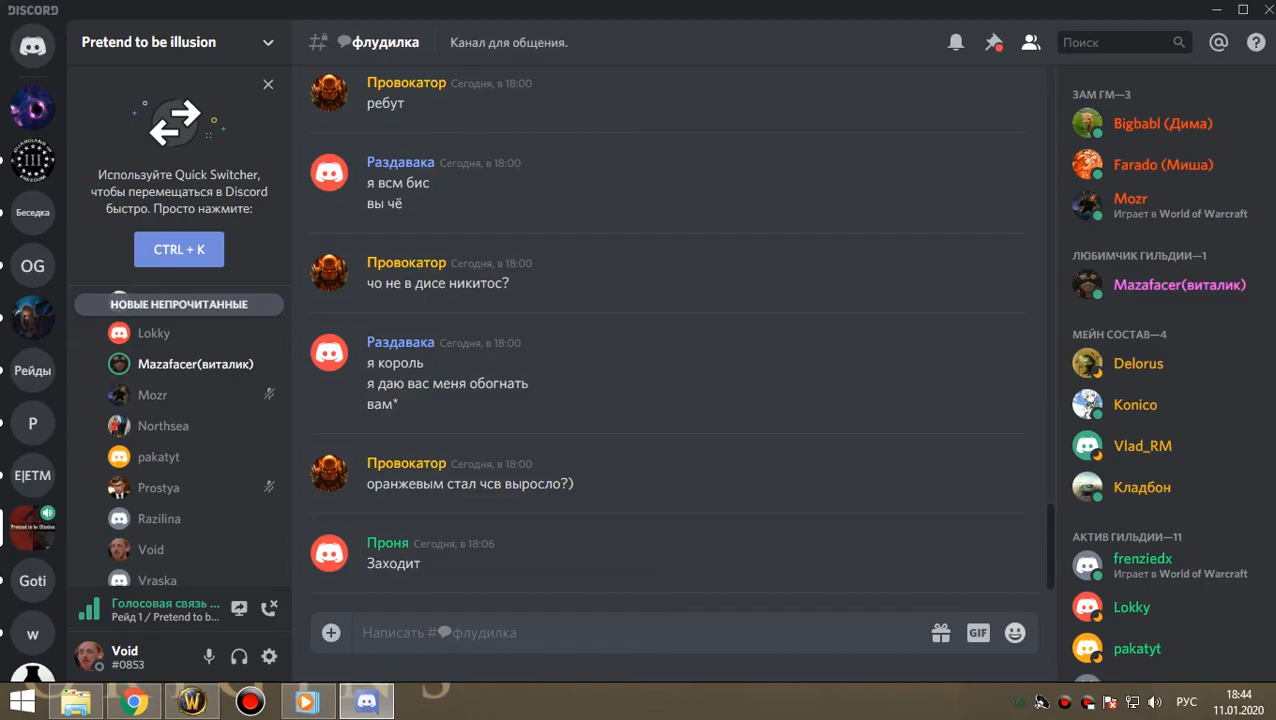 DISCORD
Беседка
OG
Рейды
P
E|ETM
Pretend to be Illusion
Goti
w
Pretend to be illusion
Используйте Quick Switcher,
чтобы перемещаться в Discord
быстро. Просто нажмите:
CTRL + K
НОВЫЕ НЕПРОЧИТАННЫЕ
Lokky
Mazafacer(виталик)
Mozr
Northsea
pakatyt
Prostya
Razilina
Void
Vraska
Голосовая связь ...
Рейд 1 / Pretend to b...
Void
#0853
флудилка
Канал для общения.
Поиск
Провокатор Сегодня, в 18:00
ребут
Раздавака Сегодня, в 18:00
я всм бис
вы чё
Провокатор Сегодня, в 18:00
чо не в дисе никитос?
Раздавака Сегодня, в 18:00
я король
я даю вас меня обогнать
вам*
Провокатор Сегодня, в 18:00
оранжевым стал чсв выросло?)
Проня Сегодня, в 18:06
Заходит
Написать #💬флудилка
GIF
ЗАМ ГМ—3
Bigbabl (Дима)
Farado (Миша)
Mozr
Играет в World of Warcraft
ЛЮБИМЧИК ГИЛЬДИИ—1
Mazafacer(виталик)
МЕЙН СОСТАВ—4
Delorus
Konico
Vlad_RM
Кладбон
АКТИВ ГИЛЬДИИ—11
frenziedx
Играет в World of Warcraft
Lokky
pakatyt
РУС
18:44
11.01.2020